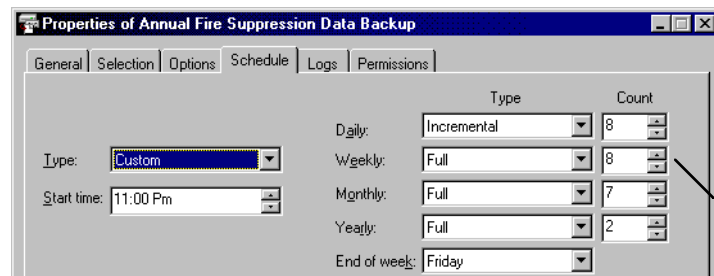 Properties of Annual Fire Suppression Data Backup
General Selection Options Schedule Logs Permissions
Type Count
Daily: Incremental 8
Type: Custom Weekly: Full 8
Start time: 11:00 Pm Monthly: Full 7
Yearly: Full 2
End of week: Friday